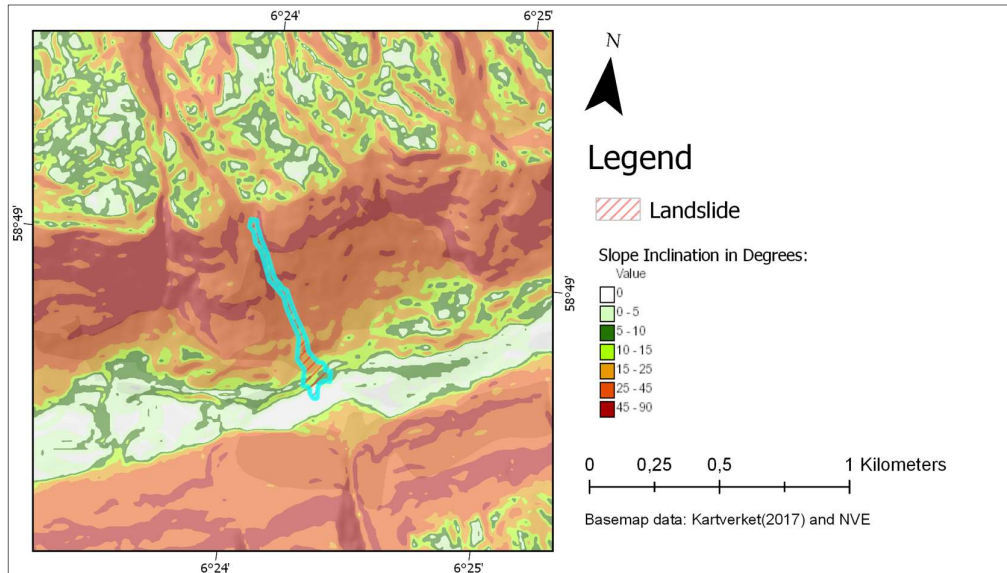 6°24'
6°25'
58°49'
58°49'
6°24'
6°25'
N
Legend
Landslide
Slope Inclination in Degrees:
Value
0
0 - 5
5 - 10
10 - 15
15 - 25
25 - 45
45 - 90
0 0,25 0,5 1 Kilometers
Basemap data: Kartverket(2017) and NVE